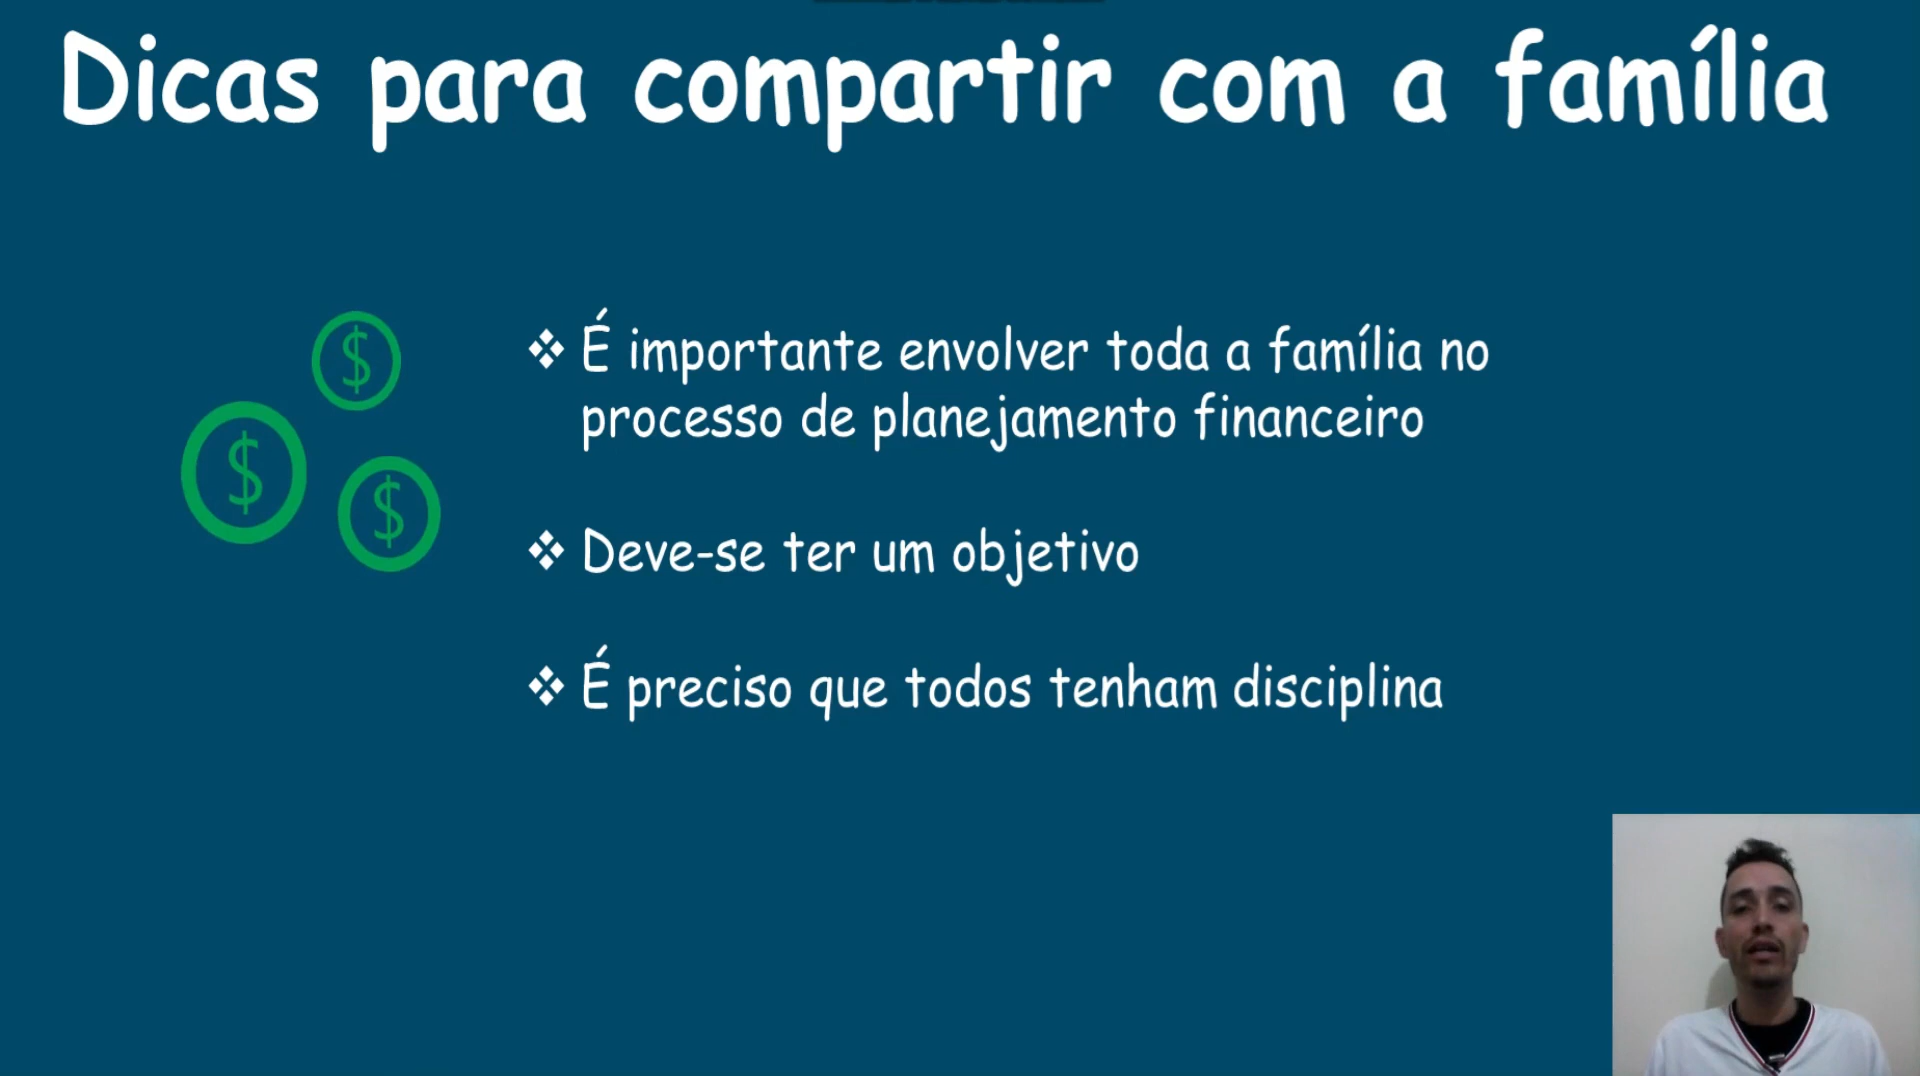 Dicas para compartir com a família
❖ É importante envolver toda a família no
processo de planejamento financeiro
❖ Deve-se ter um objetivo
❖ É preciso que todos tenham disciplina
$
$
$